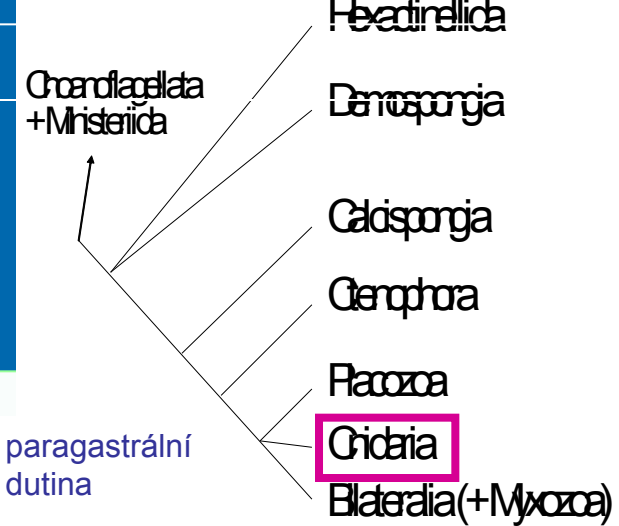 Hexactinellida
Choanoflagellata
+ Ministeriida
Demospongia
Calcispongia
Ctenophora
Placozoa
paragastrální
dutina
Cnidaria
Bilateralia (+ Myxozoa)